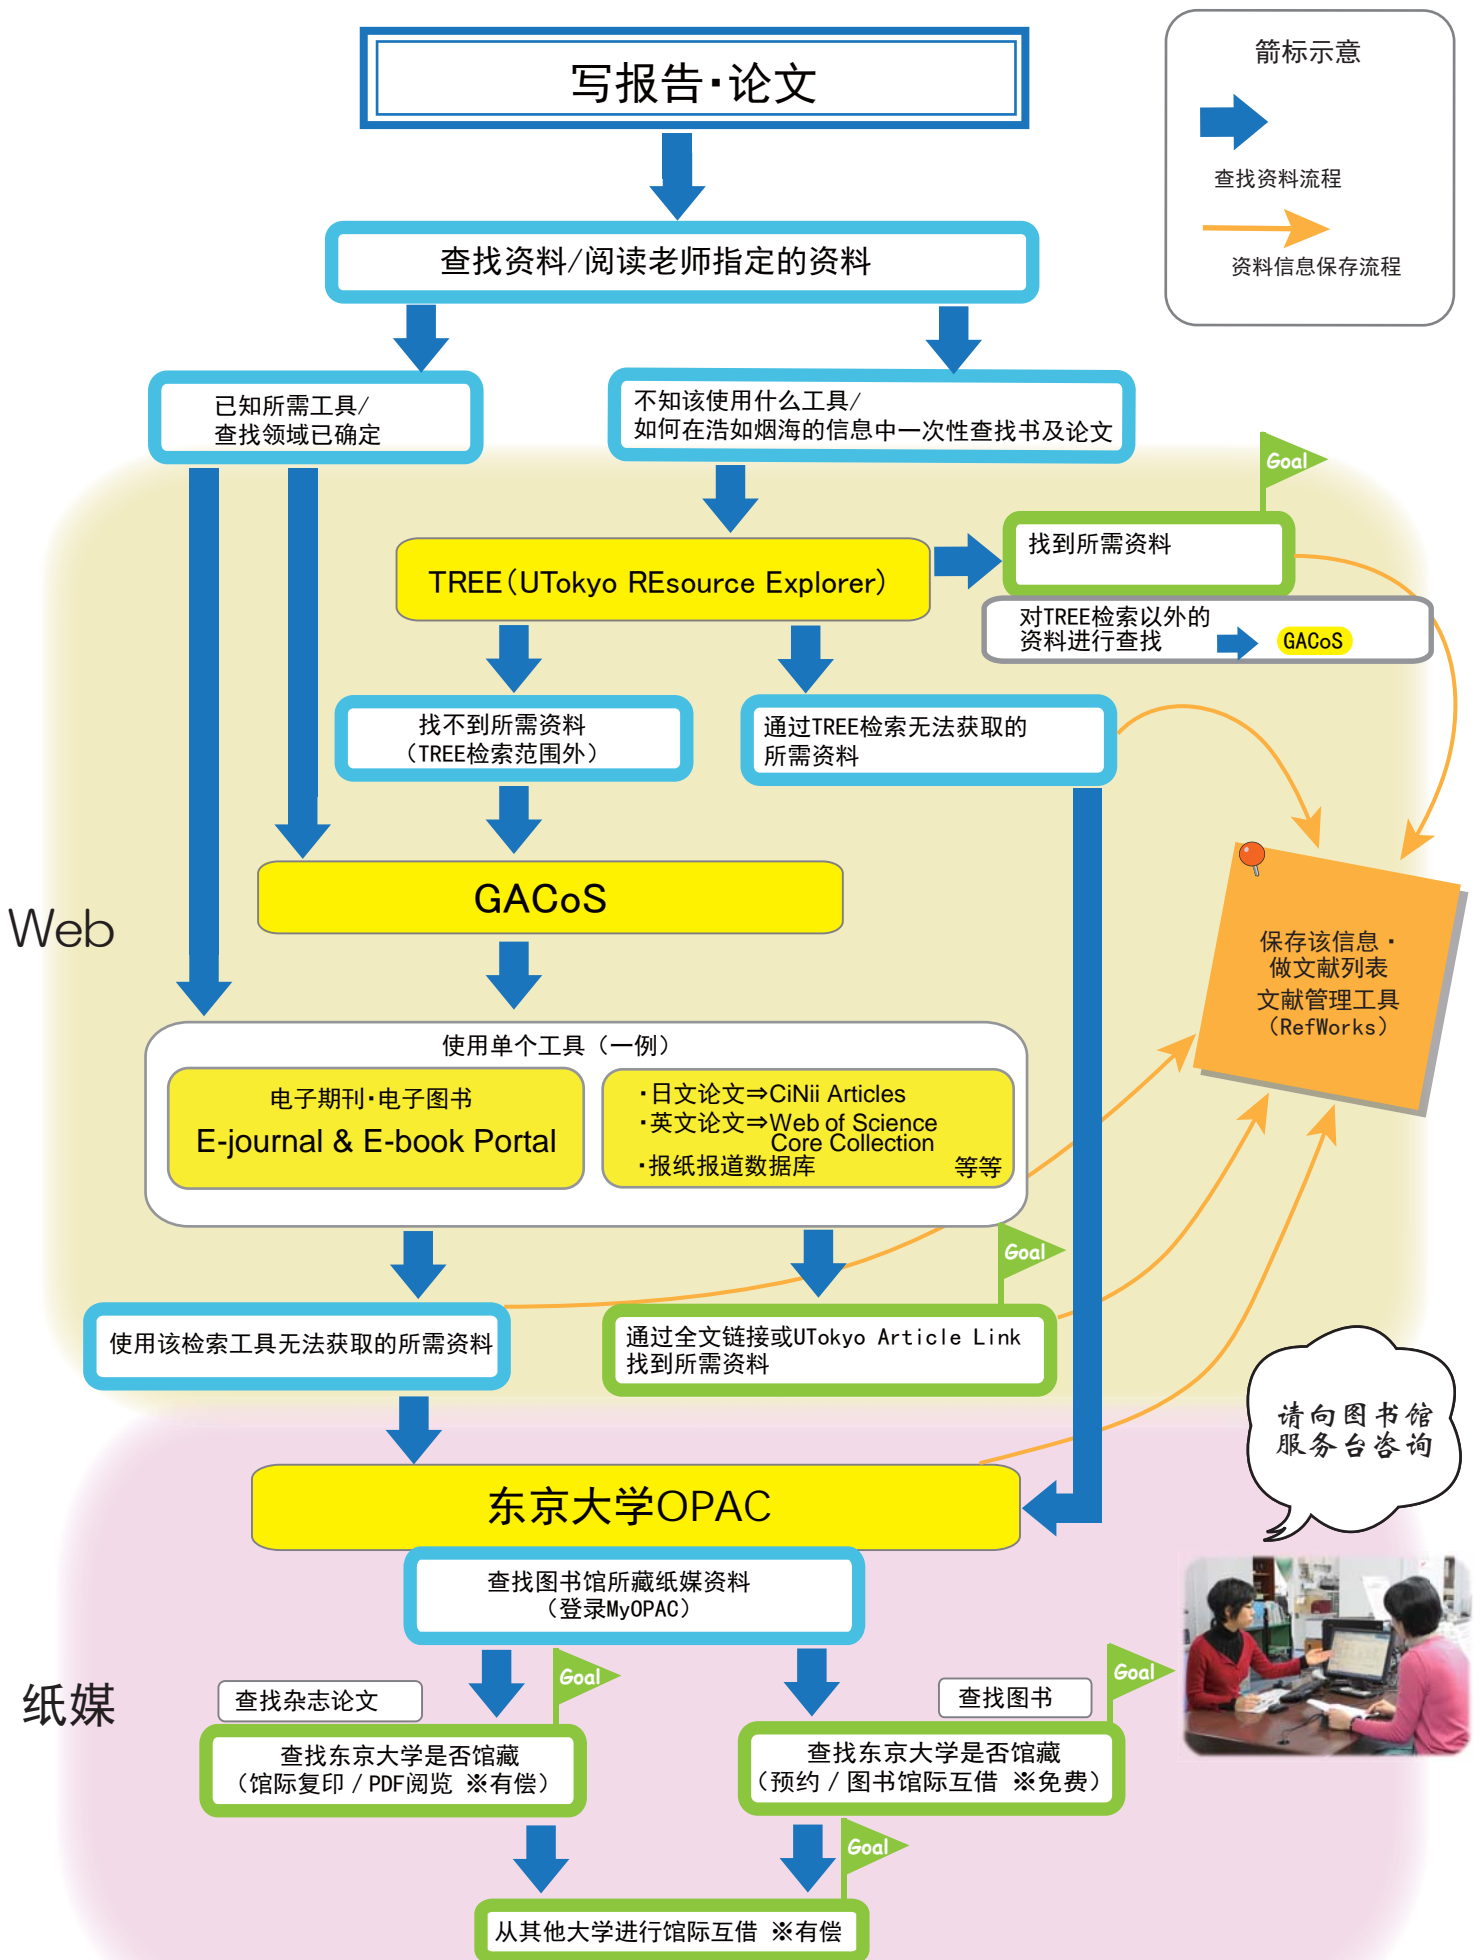 写报告·论文
箭标示意
查找资料流程
资料信息保存流程
查找资料/阅读老师指定的资料
已知所需工具/
查找领域已确定
不知该使用什么工具/
如何在浩如烟海的信息中一次性查找书及论文
Goal
TREE(UTokyo REsource Explorer)
找到所需资料
对TREE检索以外的
资料进行查找
GACoS
找不到所需资料
（TREE检索范围外）
通过TREE检索无法获取的
所需资料
GACoS
Web
保存该信息·
做文献列表
文献管理工具
（RefWorks）
使用单个工具（一例）
电子期刊·电子图书
E-journal & E-book Portal
·日文论文⇒CiNii Articles
·英文论文⇒Web of Science
Core Collection
·报纸报道数据库 等等
Goal
使用该检索工具无法获取的所需资料
通过全文链接或UTokyo Article Link
找到所需资料
请向图书馆
服务台咨询
东京大学OPAC
查找图书馆所藏纸媒资料
（登录MyOPAC）
纸媒
查找杂志论文
Goal
查找图书
Goal
查找东京大学是否馆藏
（馆际复印／PDF阅览 ※有偿）
查找东京大学是否馆藏
（预约／图书馆际互借 ※免费）
Goal
从其他大学进行馆际互借 ※有偿